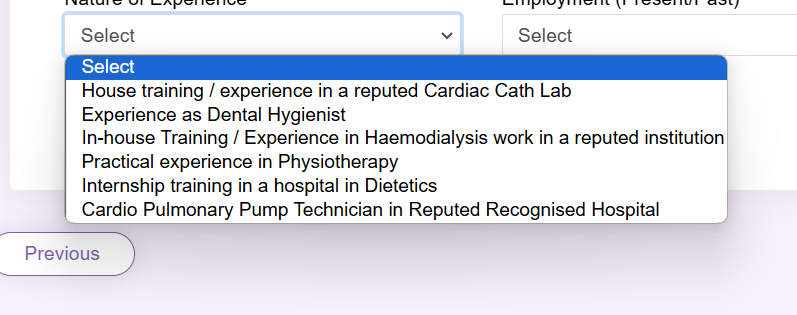 Nature of Experience
Employment (Present/Past)
Select
Select
Select
House training / experience in a reputed Cardiac Cath Lab
Experience as Dental Hygienist
In-house Training / Experience in Haemodialysis work in a reputed institution
Practical experience in Physiotherapy
Internship training in a hospital in Dietetics
Cardio Pulmonary Pump Technician in Reputed Recognised Hospital
Previous